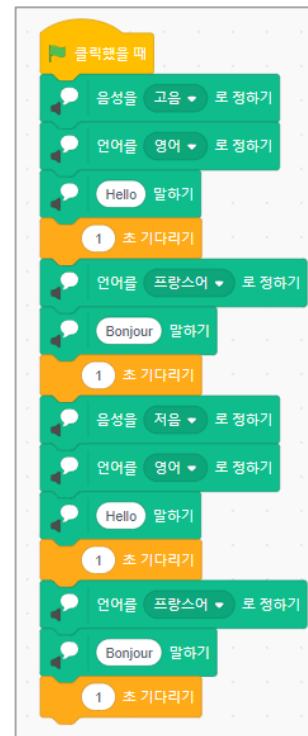 클릭했을 때
음성을 고음 로 정하기
언어를 영어 로 정하기
Hello 말하기
1 초 기다리기
언어를 프랑스어 로 정하기
Bonjour 말하기
1 초 기다리기
음성을 저음 로 정하기
언어를 영어 로 정하기
Hello 말하기
1 초 기다리기
언어를 프랑스어 로 정하기
Bonjour 말하기
1 초 기다리기